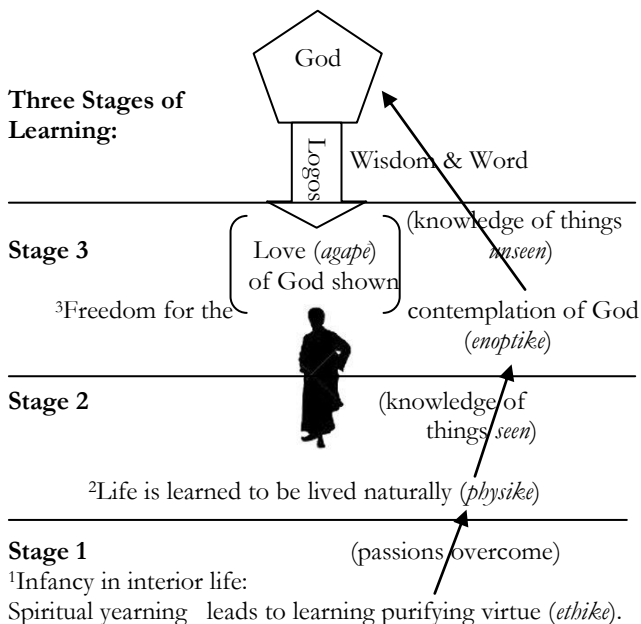 God
Three Stages of
Learning:
Logos
Wisdom & Word
(knowledge of things
unseen)
Stage 3
Love (agape)
of God shown
³Freedom for the contemplation of God
(enoptike)
Stage 2
(knowledge of
things seen)
²Life is learned to be lived naturally (physike)
Stage 1 (passions overcome)
¹Infancy in interior life:
Spiritual yearning leads to learning purifying virtue (ethike).